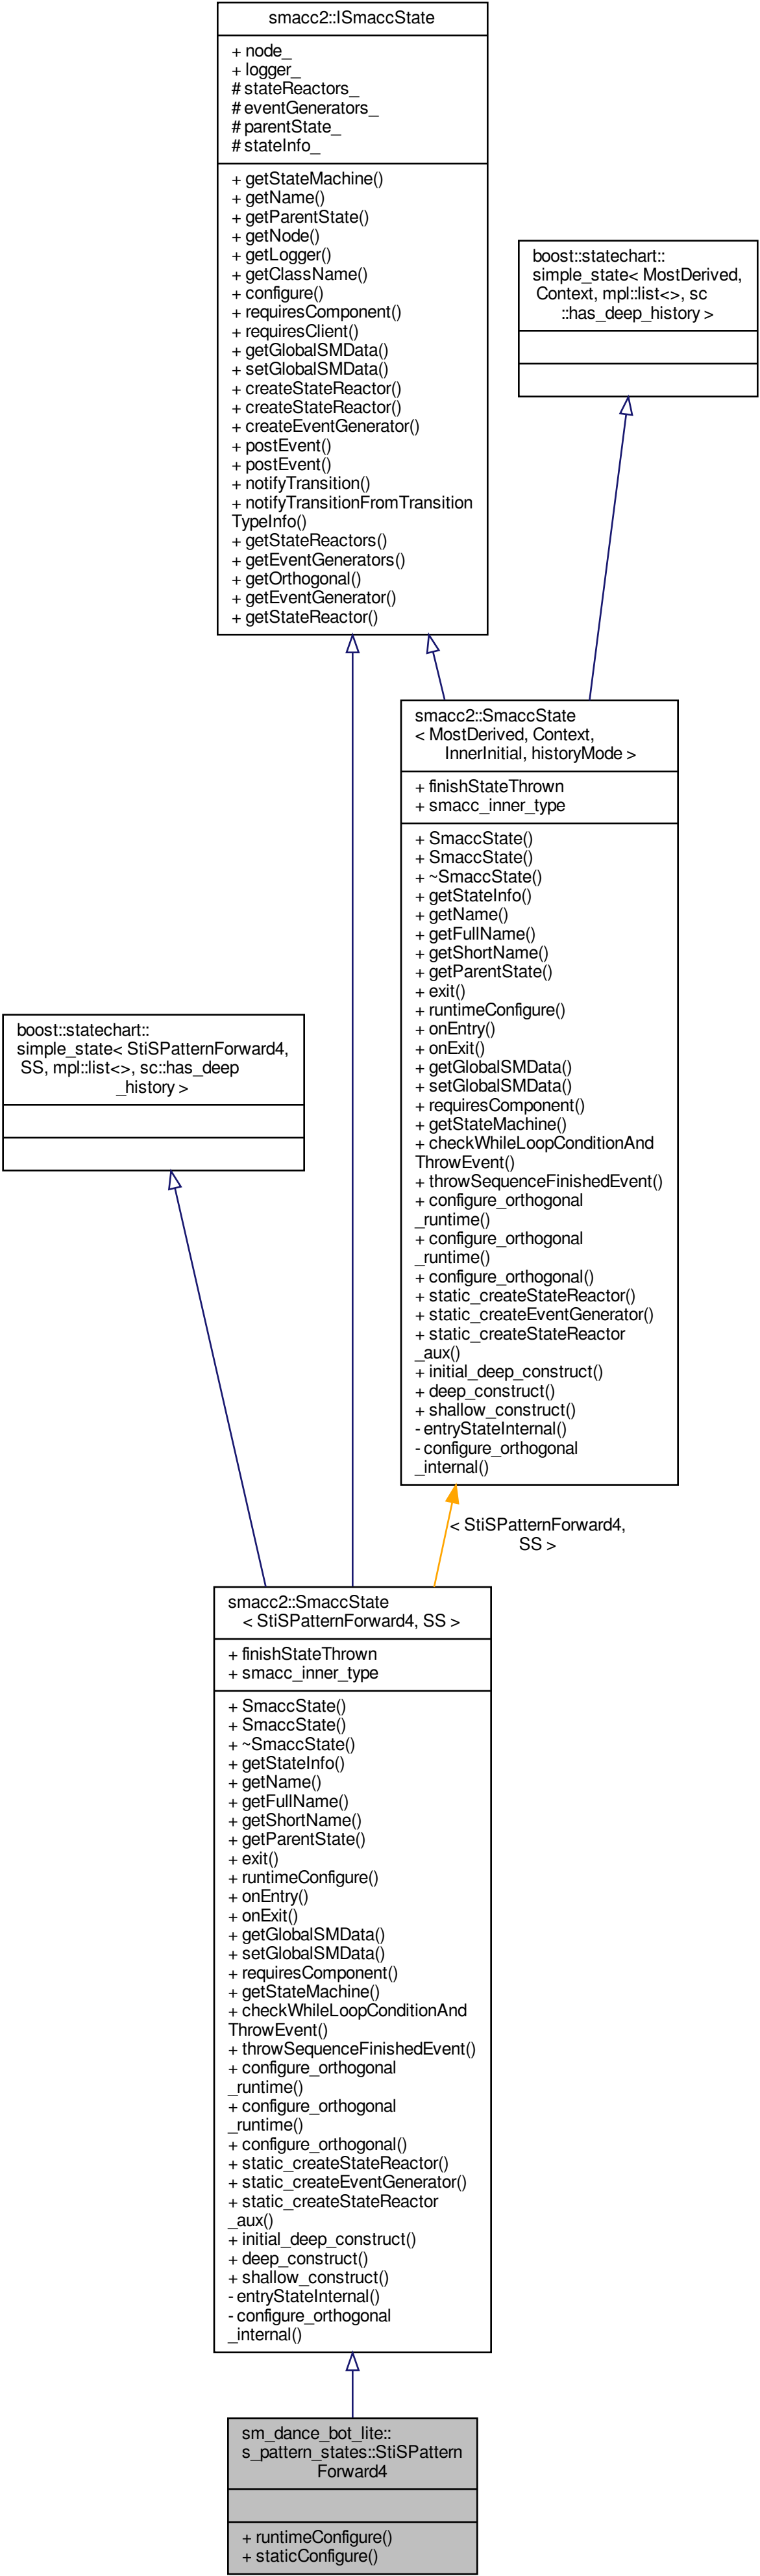 smacc2::ISmaccState
+ node_
+ logger_
# stateReactors_
# eventGenerators_
# parentState_
# stateInfo_
+ getStateMachine()
+ getName()
+ getParentState()
+ getNode()
+ getLogger()
+ getClassName()
+ configure()
+ requiresComponent()
+ requiresClient()
+ getGlobalSMData()
+ setGlobalSMData()
+ createStateReactor()
+ createStateReactor()
+ createEventGenerator()
+ postEvent()
+ postEvent()
+ notifyTransition()
+ notifyTransitionFromTransition
TypeInfo()
+ getStateReactors()
+ getEventGenerators()
+ getOrthogonal()
+ getEventGenerator()
+ getStateReactor()
boost::statechart::
simple_state< MostDerived,
Context, mpl::list<>, sc
::has_deep_history >
smacc2::SmaccState
< MostDerived, Context,
InnerInitial, historyMode >
+ finishStateThrown
+ smacc_inner_type
+ SmaccState()
+ SmaccState()
+ ~SmaccState()
+ getStateInfo()
+ getName()
+ getFullName()
+ getShortName()
+ getParentState()
+ exit()
+ runtimeConfigure()
+ onEntry()
+ onExit()
+ getGlobalSMData()
+ setGlobalSMData()
+ requiresComponent()
+ getStateMachine()
+ checkWhileLoopConditionAnd
ThrowEvent()
+ throwSequenceFinishedEvent()
+ configure_orthogonal
_runtime()
+ configure_orthogonal
_runtime()
+ configure_orthogonal()
+ static_createStateReactor()
+ static_createEventGenerator()
+ static_createStateReactor
_aux()
+ initial_deep_construct()
+ deep_construct()
+ shallow_construct()
- entryStateInternal()
- configure_orthogonal
_internal()
boost::statechart::
simple_state< StiSPatternForward4,
SS, mpl::list<>, sc::has_deep
_history >
< StiSPatternForward4,
SS >
smacc2::SmaccState
< StiSPatternForward4, SS >
+ finishStateThrown
+ smacc_inner_type
+ SmaccState()
+ SmaccState()
+ ~SmaccState()
+ getStateInfo()
+ getName()
+ getFullName()
+ getShortName()
+ getParentState()
+ exit()
+ runtimeConfigure()
+ onEntry()
+ onExit()
+ getGlobalSMData()
+ setGlobalSMData()
+ requiresComponent()
+ getStateMachine()
+ checkWhileLoopConditionAnd
ThrowEvent()
+ throwSequenceFinishedEvent()
+ configure_orthogonal
_runtime()
+ configure_orthogonal
_runtime()
+ configure_orthogonal()
+ static_createStateReactor()
+ static_createEventGenerator()
+ static_createStateReactor
_aux()
+ initial_deep_construct()
+ deep_construct()
+ shallow_construct()
- entryStateInternal()
- configure_orthogonal
_internal()
sm_dance_bot_lite::
s_pattern_states::StiSPattern
Forward4
+ runtimeConfigure()
+ staticConfigure()